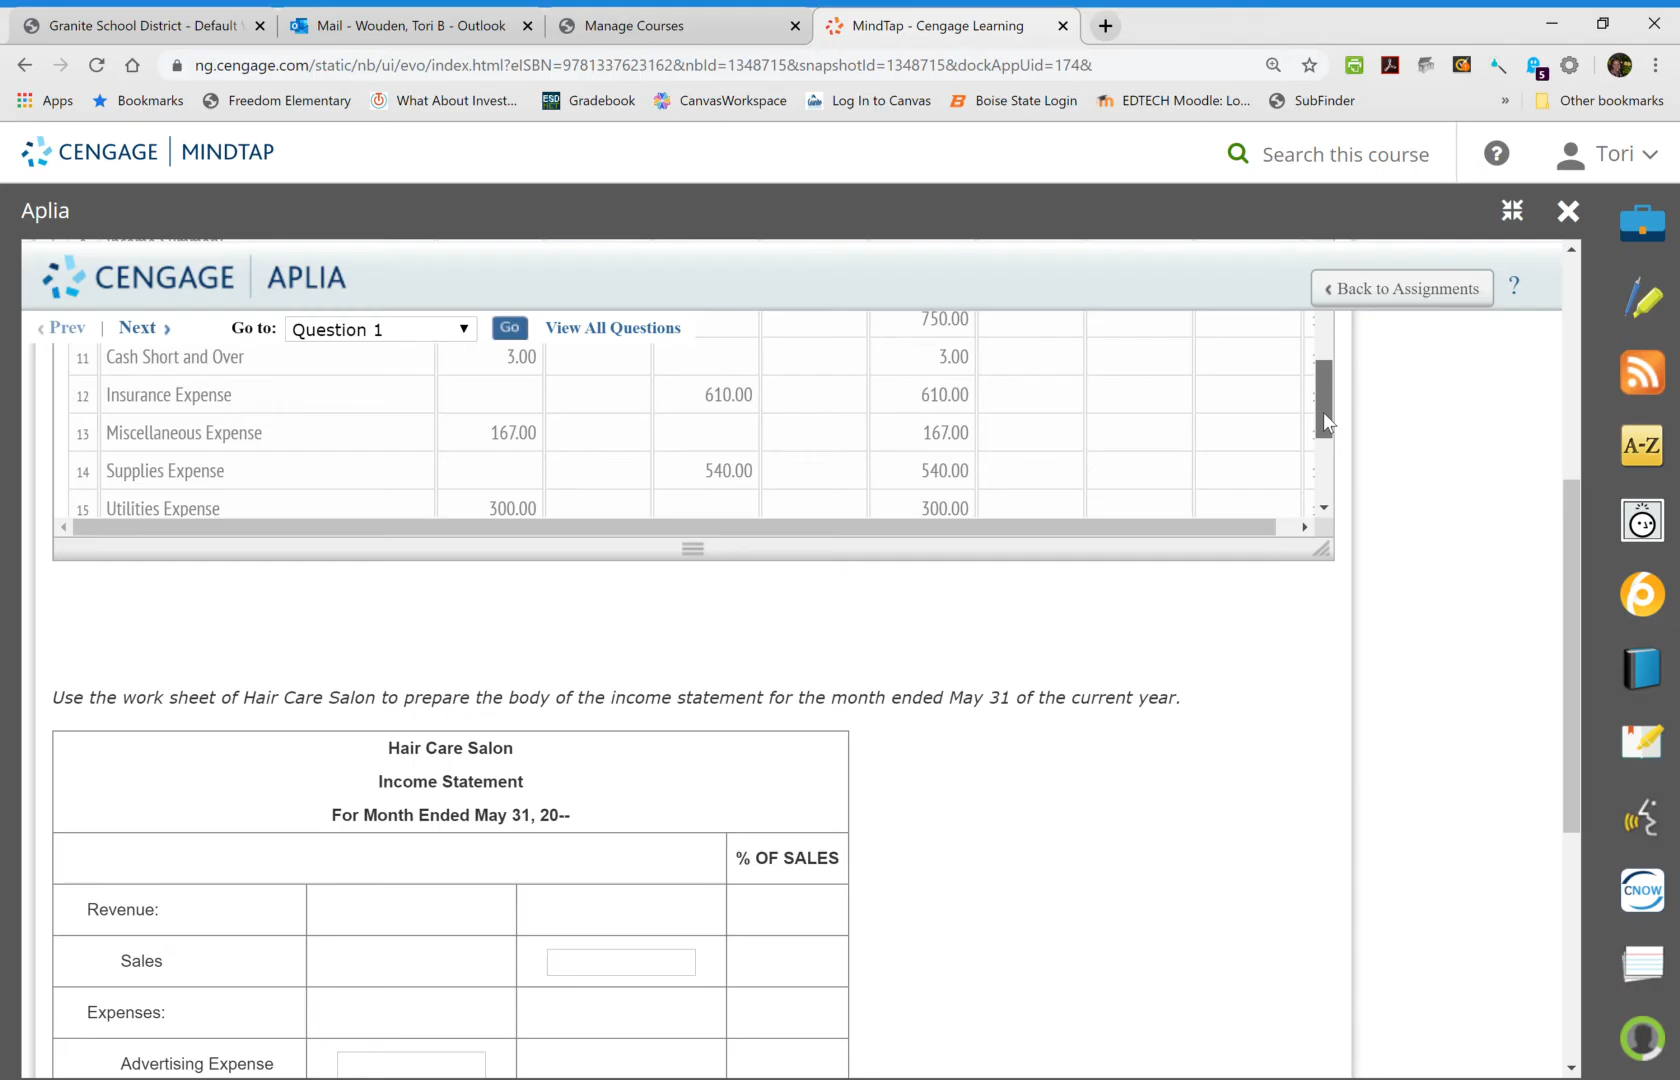 Granite School District - Default
Mail - Wouden, Tori B - Outlook
Manage Courses
MindTap - Cengage Learning
ng.cengage.com/static/nb/ui/evo/index.html?eISBN=9781337623162&nbId=1348715&snapshotId=1348715&dockAppUid=174&
5
Apps
Bookmarks
Freedom Elementary
What About Invest...
Gradebook
CanvasWorkspace
Log In to Canvas
Boise State Login
EDTECH Moodle: Lo...
SubFinder
»
Other bookmarks
CENGAGE | MINDTAP
Search this course
?
Tori
Aplia
CENGAGE | APLIA
‹ Back to Assignments
?
‹ Prev | Next ›
Go to: Question 1 Go View All Questions
750.00
11 Cash Short and Over 3.00 3.00
12 Insurance Expense 610.00 610.00
13 Miscellaneous Expense 167.00 167.00
14 Supplies Expense 540.00 540.00
15 Utilities Expense 300.00 300.00
Use the work sheet of Hair Care Salon to prepare the body of the income statement for the month ended May 31 of the current year.
Hair Care Salon
Income Statement
For Month Ended May 31, 20--
% OF SALES
Revenue:
Sales
Expenses:
Advertising Expense
A-Z
CNOW